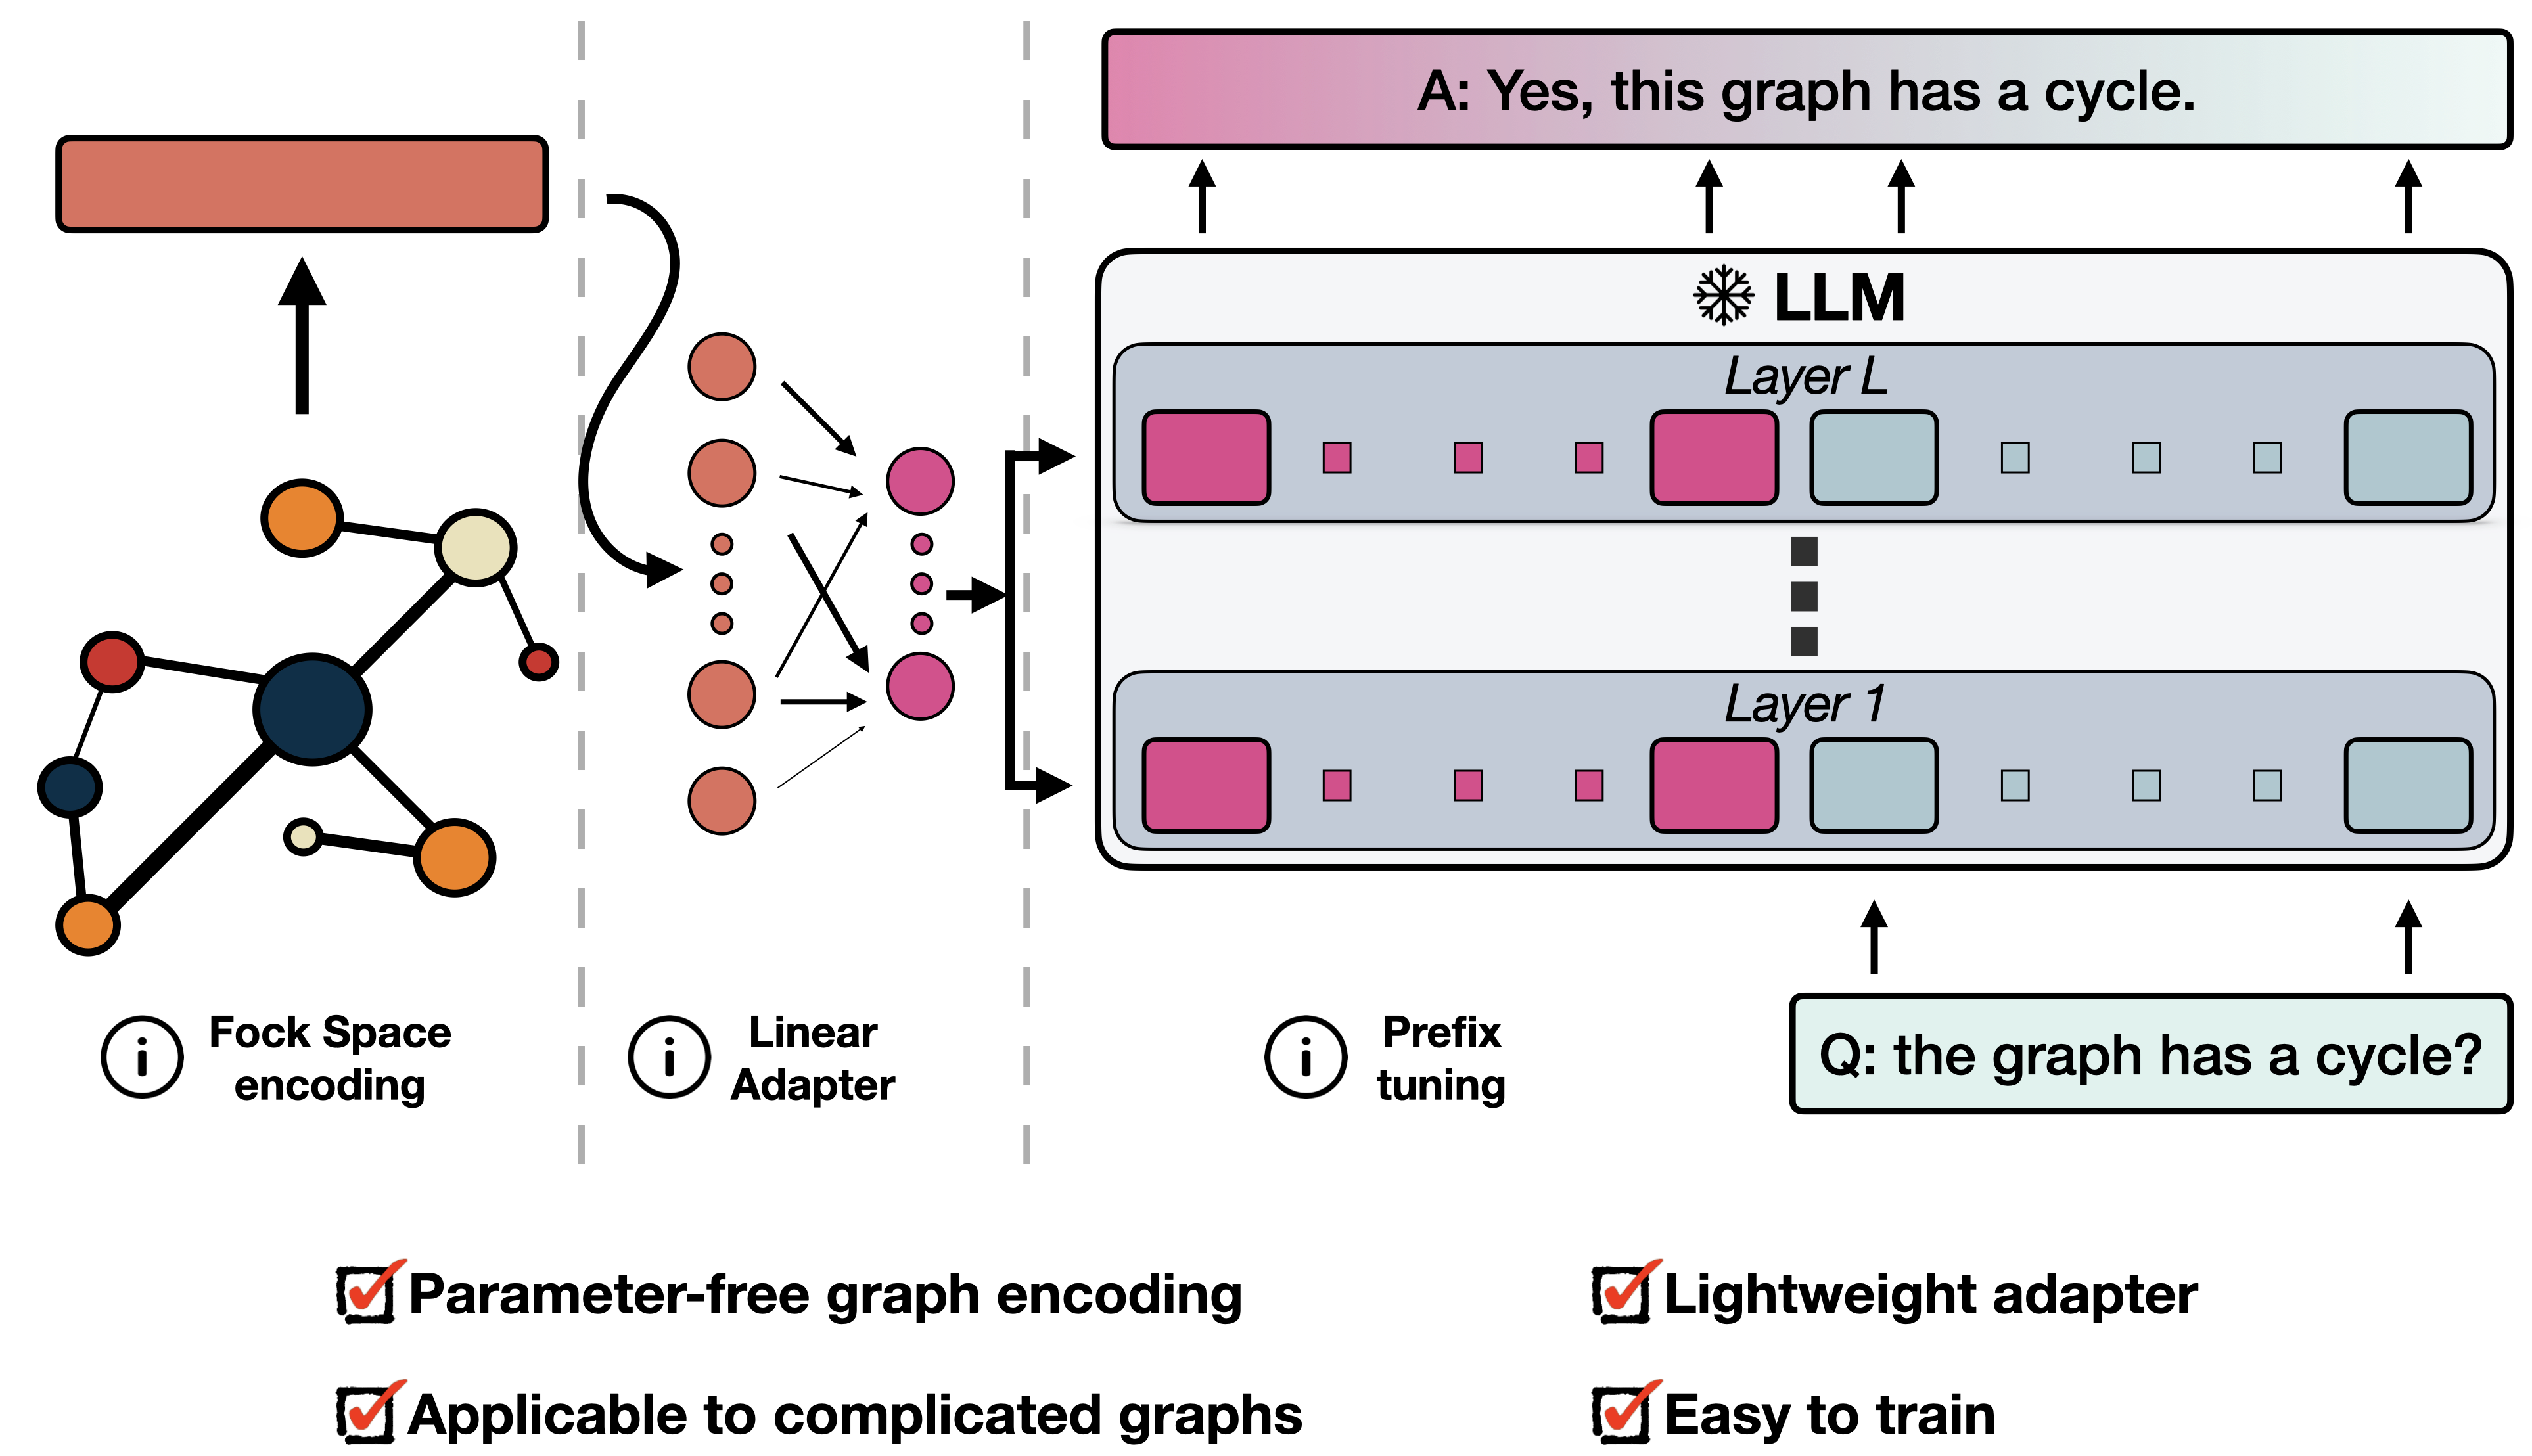 A: Yes, this graph has a cycle.
LLM
Layer L
Layer 1
Q: the graph has a cycle?
i Fock Space
encoding
i Linear
Adapter
i Prefix
tuning
Parameter-free graph encoding
Lightweight adapter
Applicable to complicated graphs
Easy to train